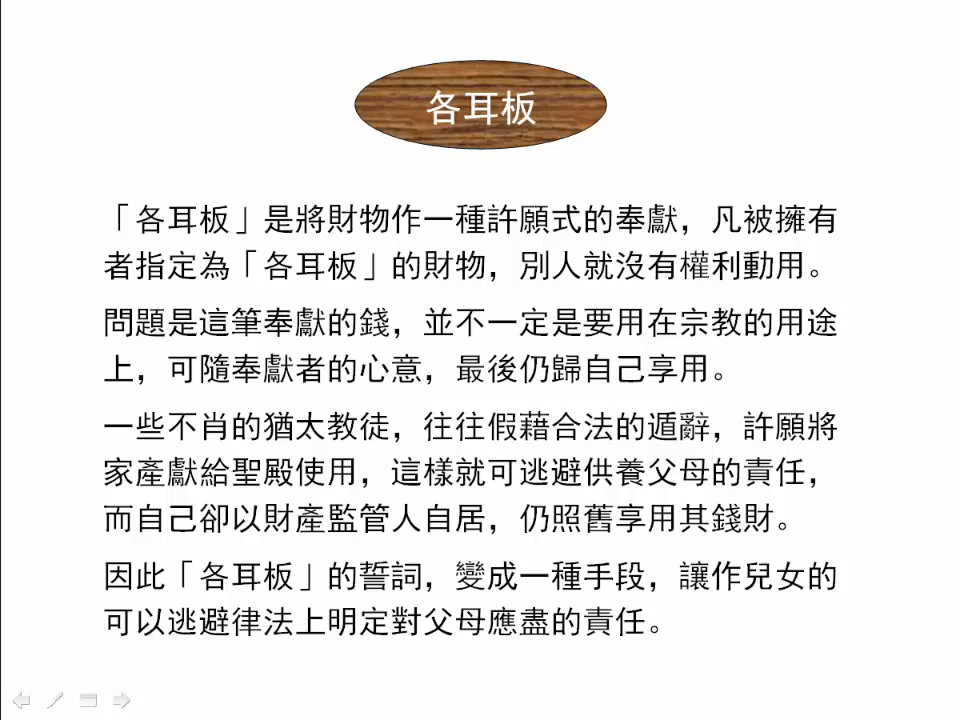 各耳板
「各耳板」是將財物作一種許願式的奉獻，凡被擁有
者指定為「各耳板」的財物，別人就沒有權利動用。
問題是這筆奉獻的錢，並不一定是要用在宗教的用途
上，可隨奉獻者的心意，最後仍歸自己享用。
一些不肖的猶太教徒，往往假藉合法的遁辭，許願將
家產獻給聖殿使用，這樣就可逃避供養父母的責任，
而自己卻以財產監管人自居，仍照舊享用其錢財。
因此「各耳板」的誓詞，變成一種手段，讓作兒女的
可以逃避律法上明定對父母應盡的責任。